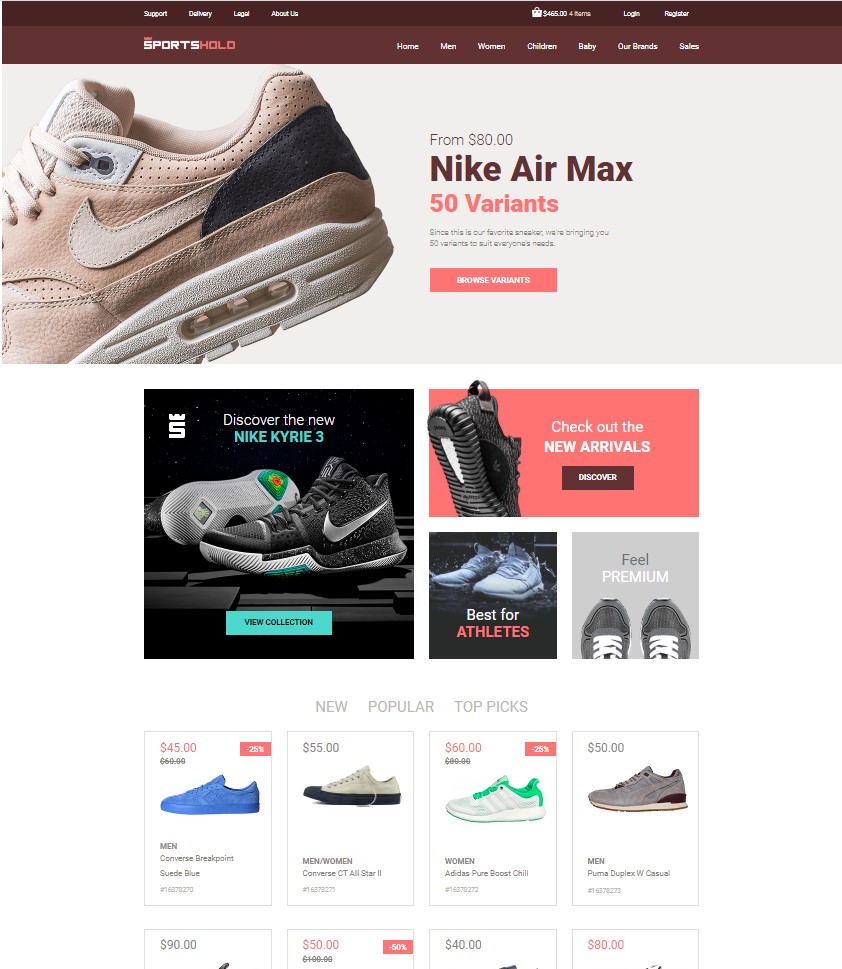 Support Delivery Legal About Us $465.00 4 Items Login Register
SPORTSHOLD Home Men Women Children Baby Our Brands Sales
From $80.00
Nike Air Max
50 Variants
Since this is our favorite sneaker, we're bringing you
50 variants to suit everyone's needs.
BROWSE VARIANTS
S
Discover the new
NIKE KYRIE 3
VIEW COLLECTION
Check out the
NEW ARRIVALS
DISCOVER
Best for
ATHLETES
Feel
PREMIUM
NEW POPULAR TOP PICKS
$45.00 -25%
$60.00
MEN
Converse Breakpoint
Suede Blue
#16378270
$55.00
MEN/WOMEN
Converse CT All Star II
#16378271
$60.00 -25%
$80.00
WOMEN
Adidas Pure Boost Chill
#16378272
$50.00
MEN
Puma Duplex W Casual
#16378273
$90.00
$50.00 -50%
$100.00
$40.00
$80.00